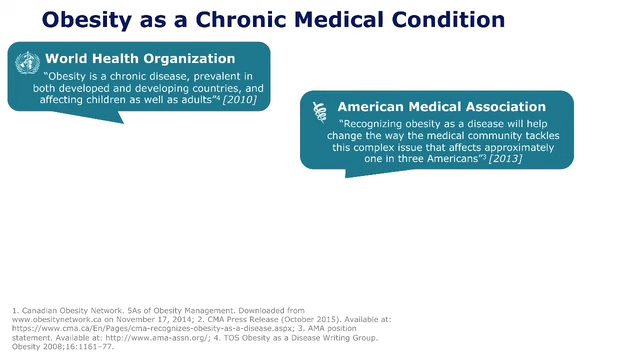 Obesity as a Chronic Medical Condition
World Health Organization
“Obesity is a chronic disease, prevalent in
both developed and developing countries, and
affecting children as well as adults”⁴ [2010]
American Medical Association
“Recognizing obesity as a disease will help
change the way the medical community tackles
this complex issue that affects approximately
one in three Americans”³ [2013]
1. Canadian Obesity Network. 5As of Obesity Management. Downloaded from
www.obesitynetwork.ca on November 17, 2014; 2. CMA Press Release (October 2015). Available at:
https://www.cma.ca/En/Pages/cma-recognizes-obesity-as-a-disease.aspx; 3. AMA position
statement. Available at: http://www.ama-assn.org/; 4. TOS Obesity as a Disease Writing Group.
Obesity 2008;16:1161–77.